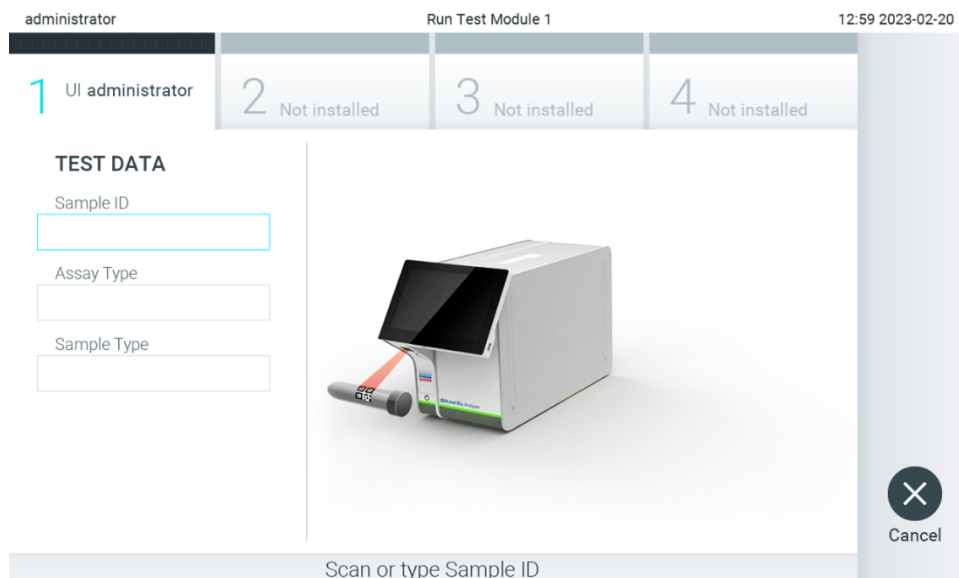 administrator
Run Test Module 1
12:59 2023-02-20
1 UI administrator
2 Not installed
3 Not installed
4 Not installed
TEST DATA
Sample ID
Assay Type
Sample Type
Cancel
Scan or type Sample ID